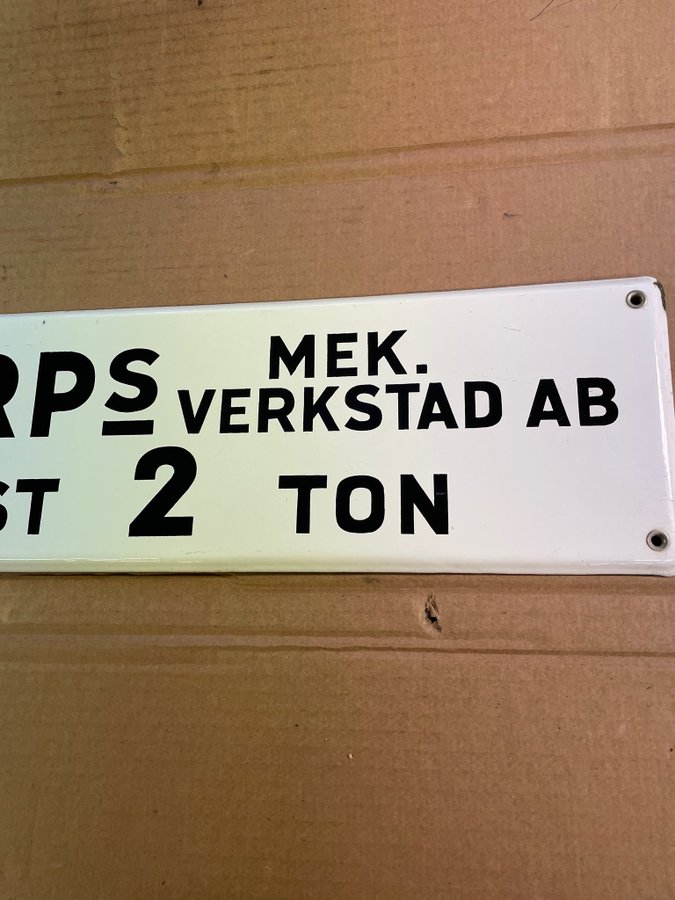 RPS MEK.
VERKSTAD AB
ST 2 TON